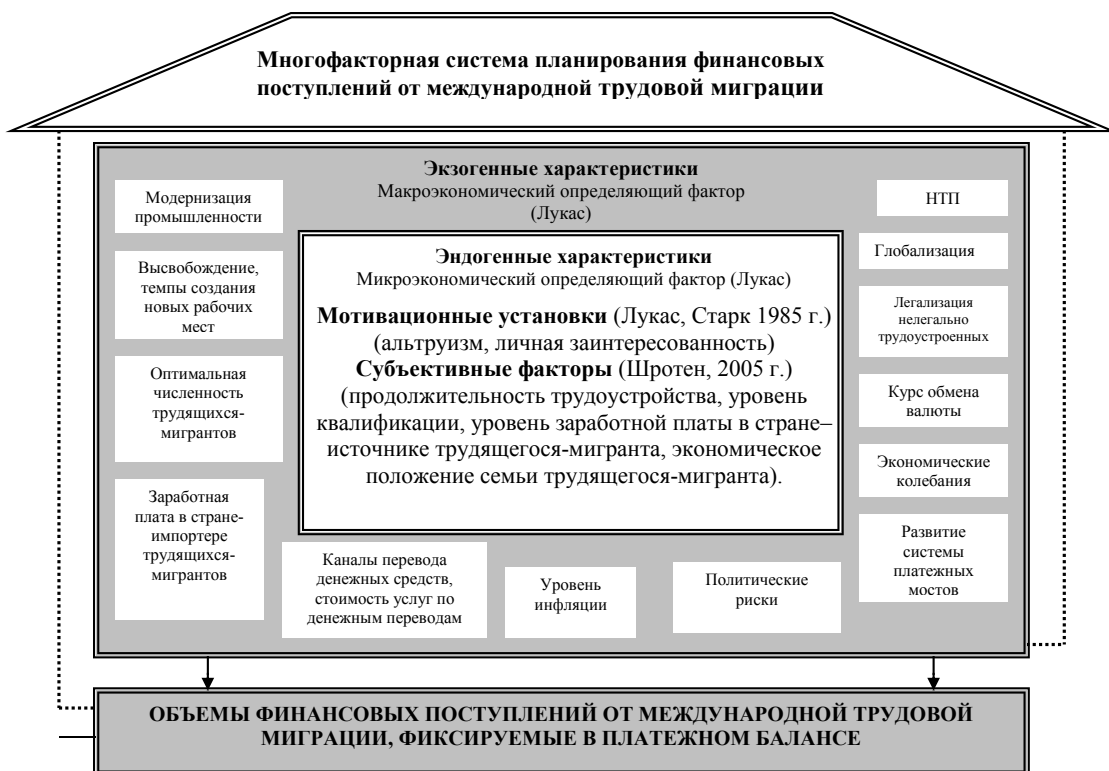 Многофакторная система планирования финансовых
поступлений от международной трудовой миграции
Экзогенные характеристики
Макроэкономический определяющий фактор
(Лукас)
Модернизация
промышленности
Высвобождение,
темпы создания
новых рабочих
мест
Оптимальная
численность
трудящихся-
мигрантов
Заработная
плата в стране-
импортере
трудящихся-
мигрантов
Эндогенные характеристики
Микроэкономический определяющий фактор (Лукас)
Мотивационные установки (Лукас, Старк 1985 г.)
(альтруизм, личная заинтересованность)
Субъективные факторы (Шротен, 2005 г.)
(продолжительность трудоустройства, уровень
квалификации, уровень заработной платы в стране–
источнике трудящегося-мигранта, экономическое
положение семьи трудящегося-мигранта).
НТП
Глобализация
Легализация
нелегально
трудоустроенных
Курс обмена
валюты
Экономические
колебания
Развитие
системы
платежных
мостов
Каналы перевода
денежных средств,
стоимость услуг по
денежным переводам
Уровень
инфляции
Политические
риски
ОБЪЕМЫ ФИНАНСОВЫХ ПОСТУПЛЕНИЙ ОТ МЕЖДУНАРОДНОЙ ТРУДОВОЙ
МИГРАЦИИ, ФИКСИРУЕМЫЕ В ПЛАТЕЖНОМ БАЛАНСЕ